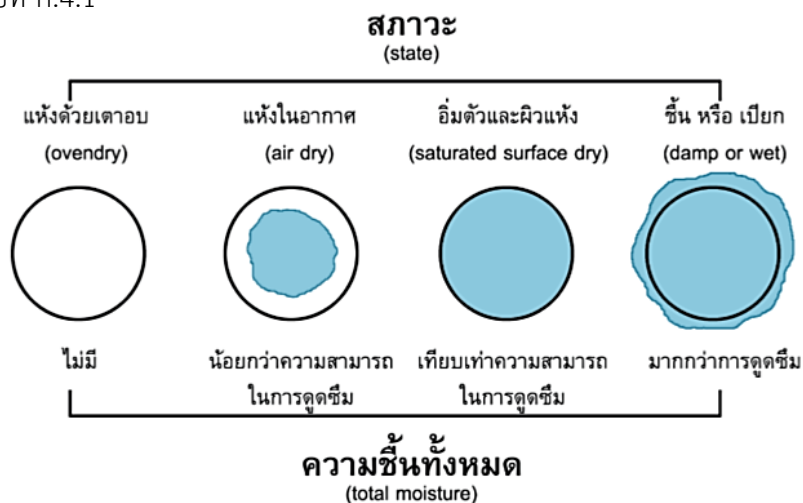 สภาวะ
(state)
แห้งด้วยเตาอบ
(ovendry)
แห้งในอากาศ
(air dry)
อิ่มตัวและผิวแห้ง
(saturated surface dry)
ชื้น หรือ เปียก
(damp or wet)
ไม่มี
น้อยกว่าความสามารถ
ในการดูดซึม
เทียบเท่าความสามารถ
ในการดูดซึม
มากกว่าการดูดซึม
ความชื้นทั้งหมด
(total moisture)